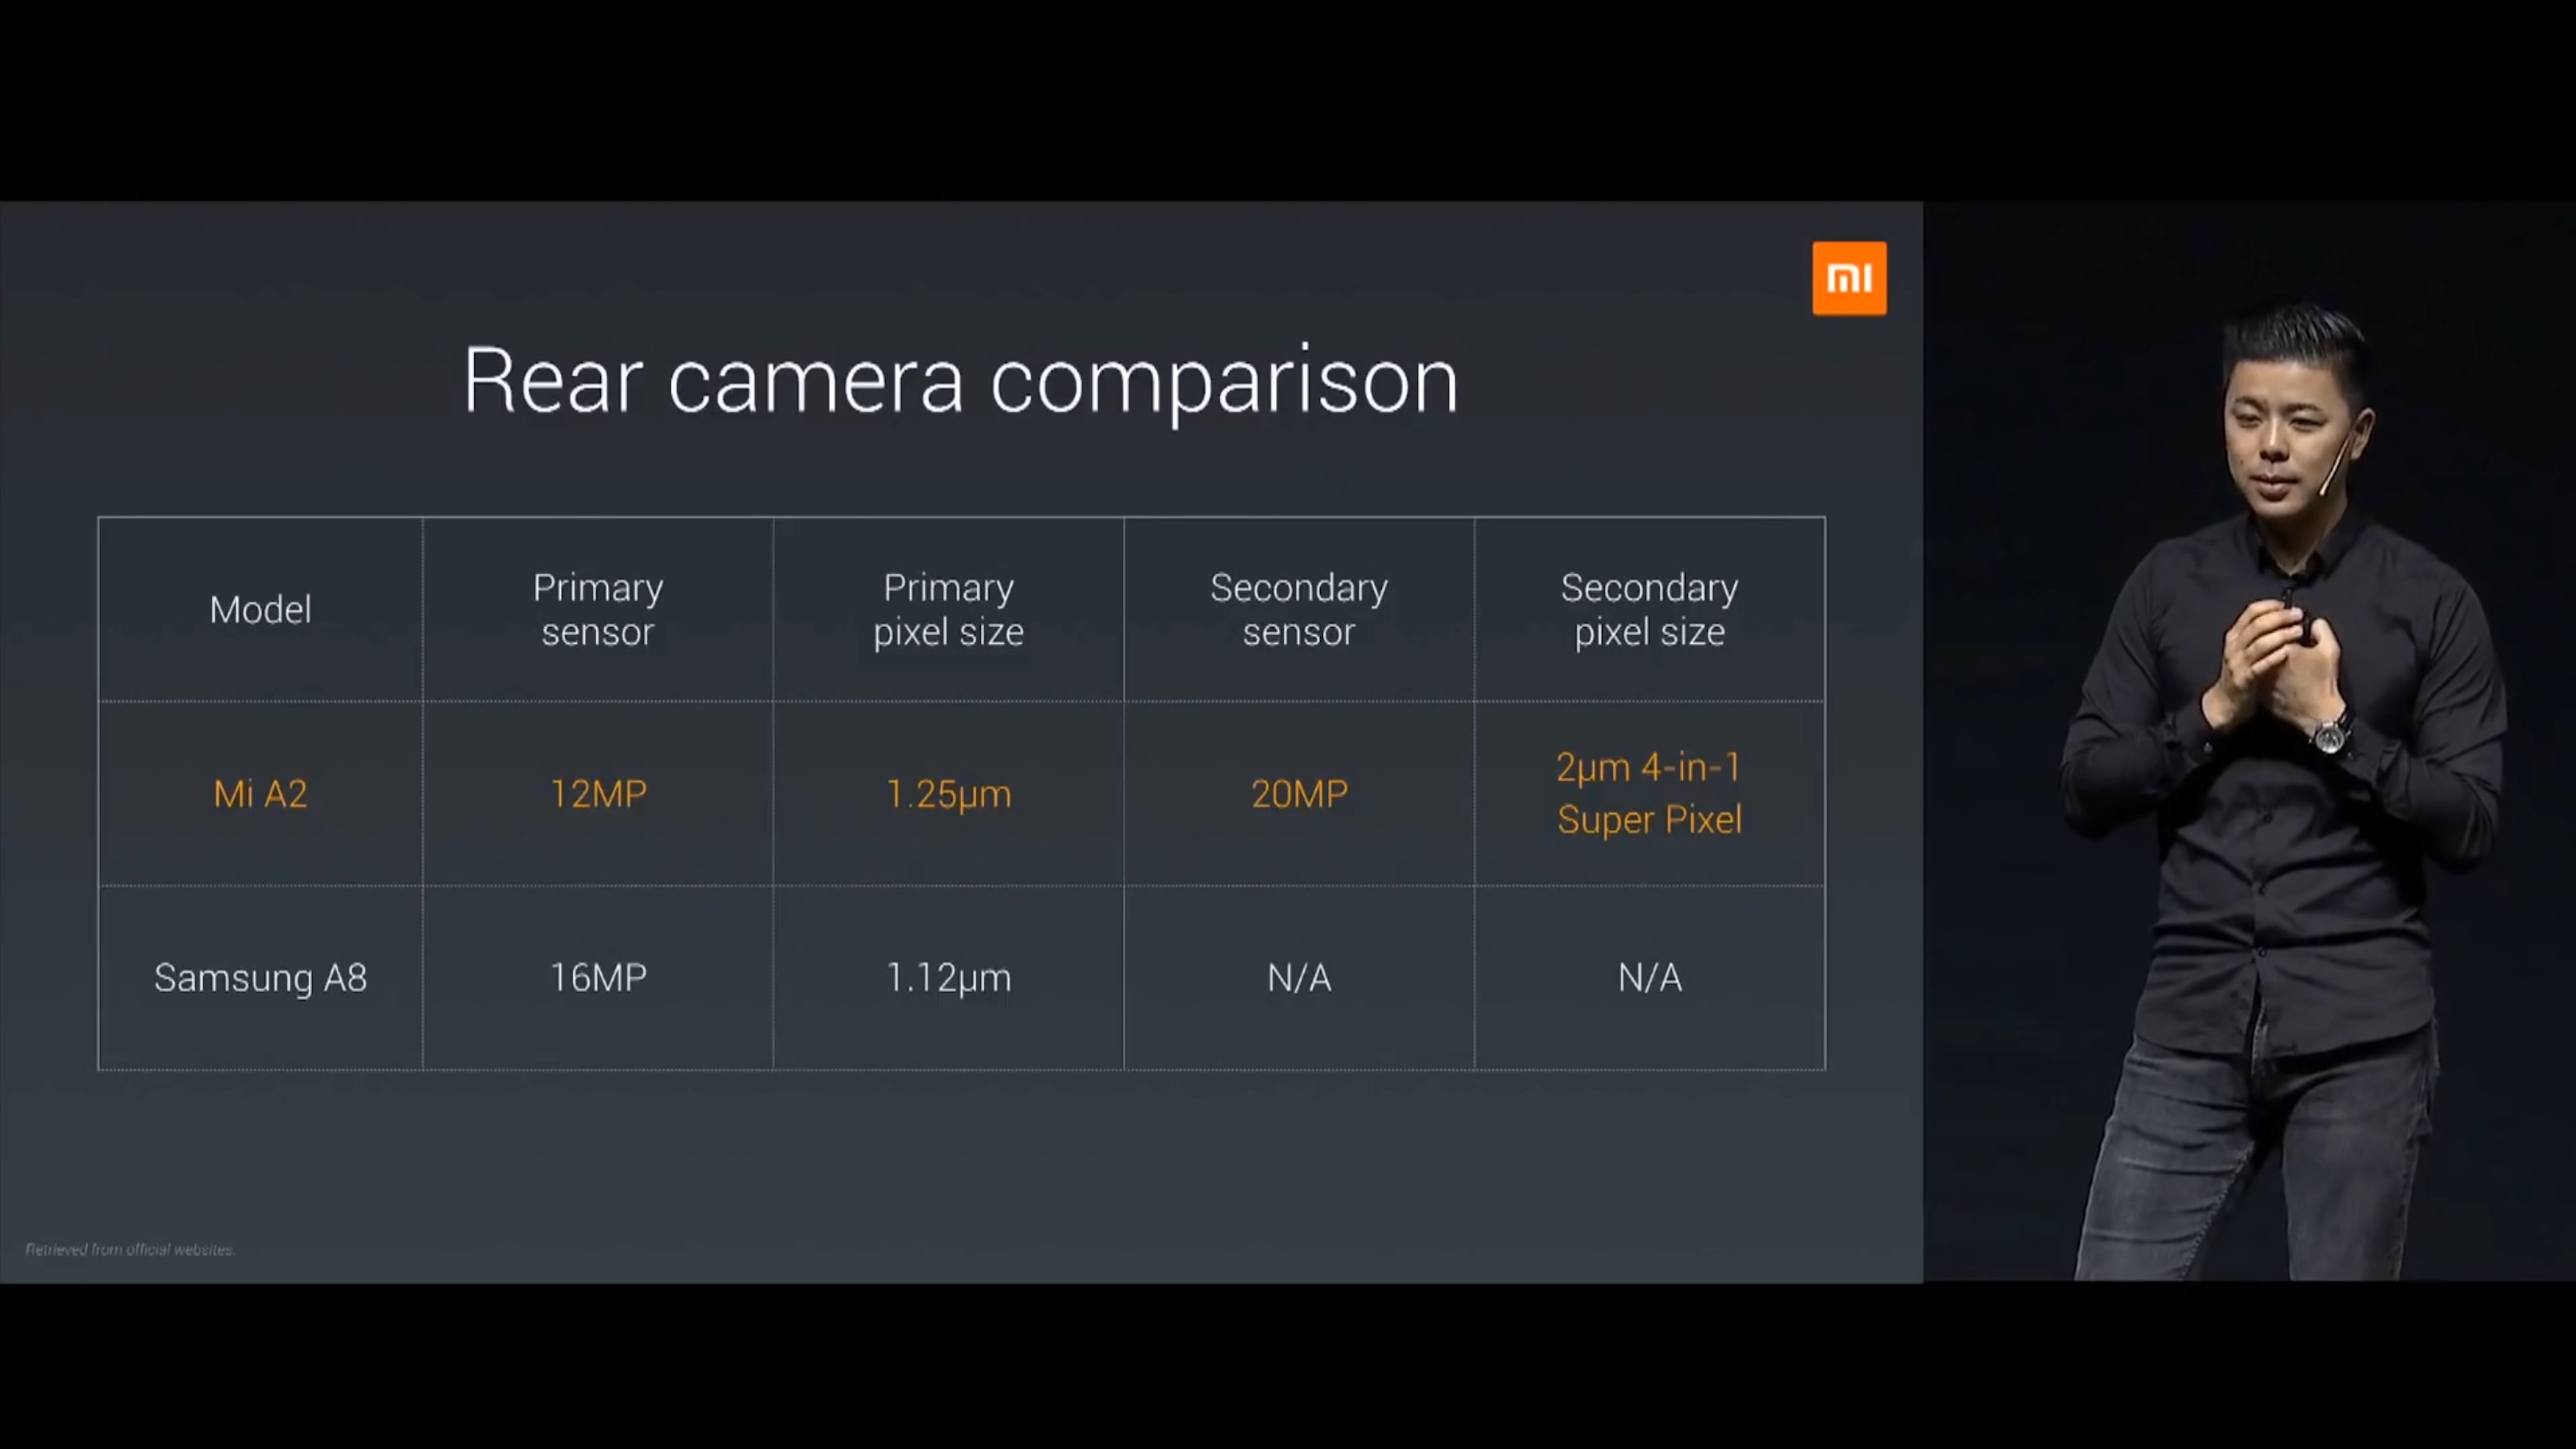 mi
Rear camera comparison
Model
Primary
sensor
Primary
pixel size
Secondary
sensor
Secondary
pixel size
Mi A2
12MP
1.25µm
20MP
2µm 4-in-1
Super Pixel
Samsung A8
16MP
1.12µm
N/A
N/A
Retrieved from official websites.